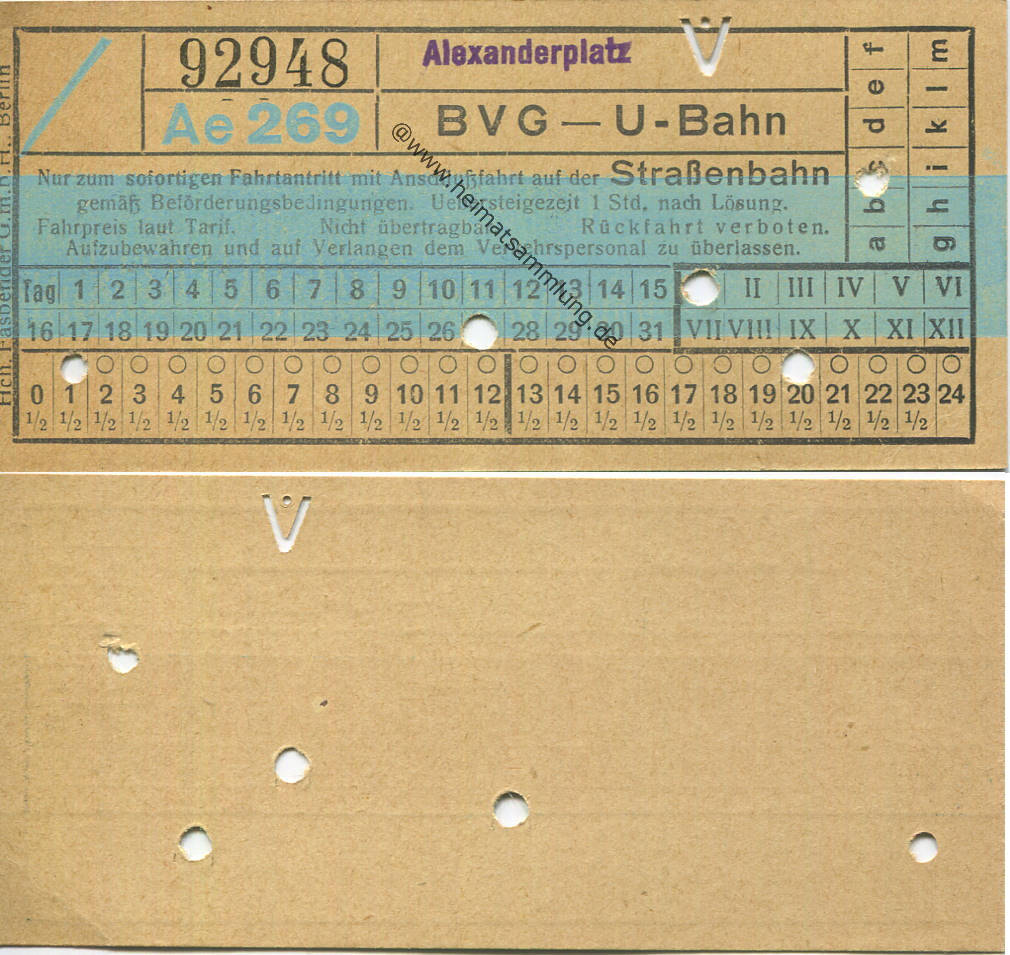 92948
Alexanderplatz
V
Ae 269
BVG — U-Bahn
Nur zum sofortigen Fahrtantritt mit Anschlußfahrt auf der Straßenbahn
gemäß Beförderungsbedingungen. Uebersteigezeit 1 Std. nach Lösung.
Fahrpreis laut Tarif. Nicht übertragbar. Rückfahrt verboten.
Aufzubewahren und auf Verlangen dem Verkehrspersonal zu überlassen.
a b c d e f
g h i k l m
Tag 1 2 3 4 5 6 7 8 9 10 11 12 13 14 15 II III IV V VI
16 17 18 19 20 21 22 23 24 25 26 28 29 30 31 VII VIII IX X XI XII
0 1 2 3 4 5 6 7 8 9 10 11 12 13 14 15 16 17 18 19 20 21 22 23 24
1/2 1/2 1/2 1/2 1/2 1/2 1/2 1/2 1/2 1/2 1/2 1/2 1/2 1/2 1/2 1/2 1/2 1/2 1/2 1/2 1/2 1/2 1/2 1/2
Hch. Hasbender G.m.b.H., Berlin
@www.heimatsammlung.de
V